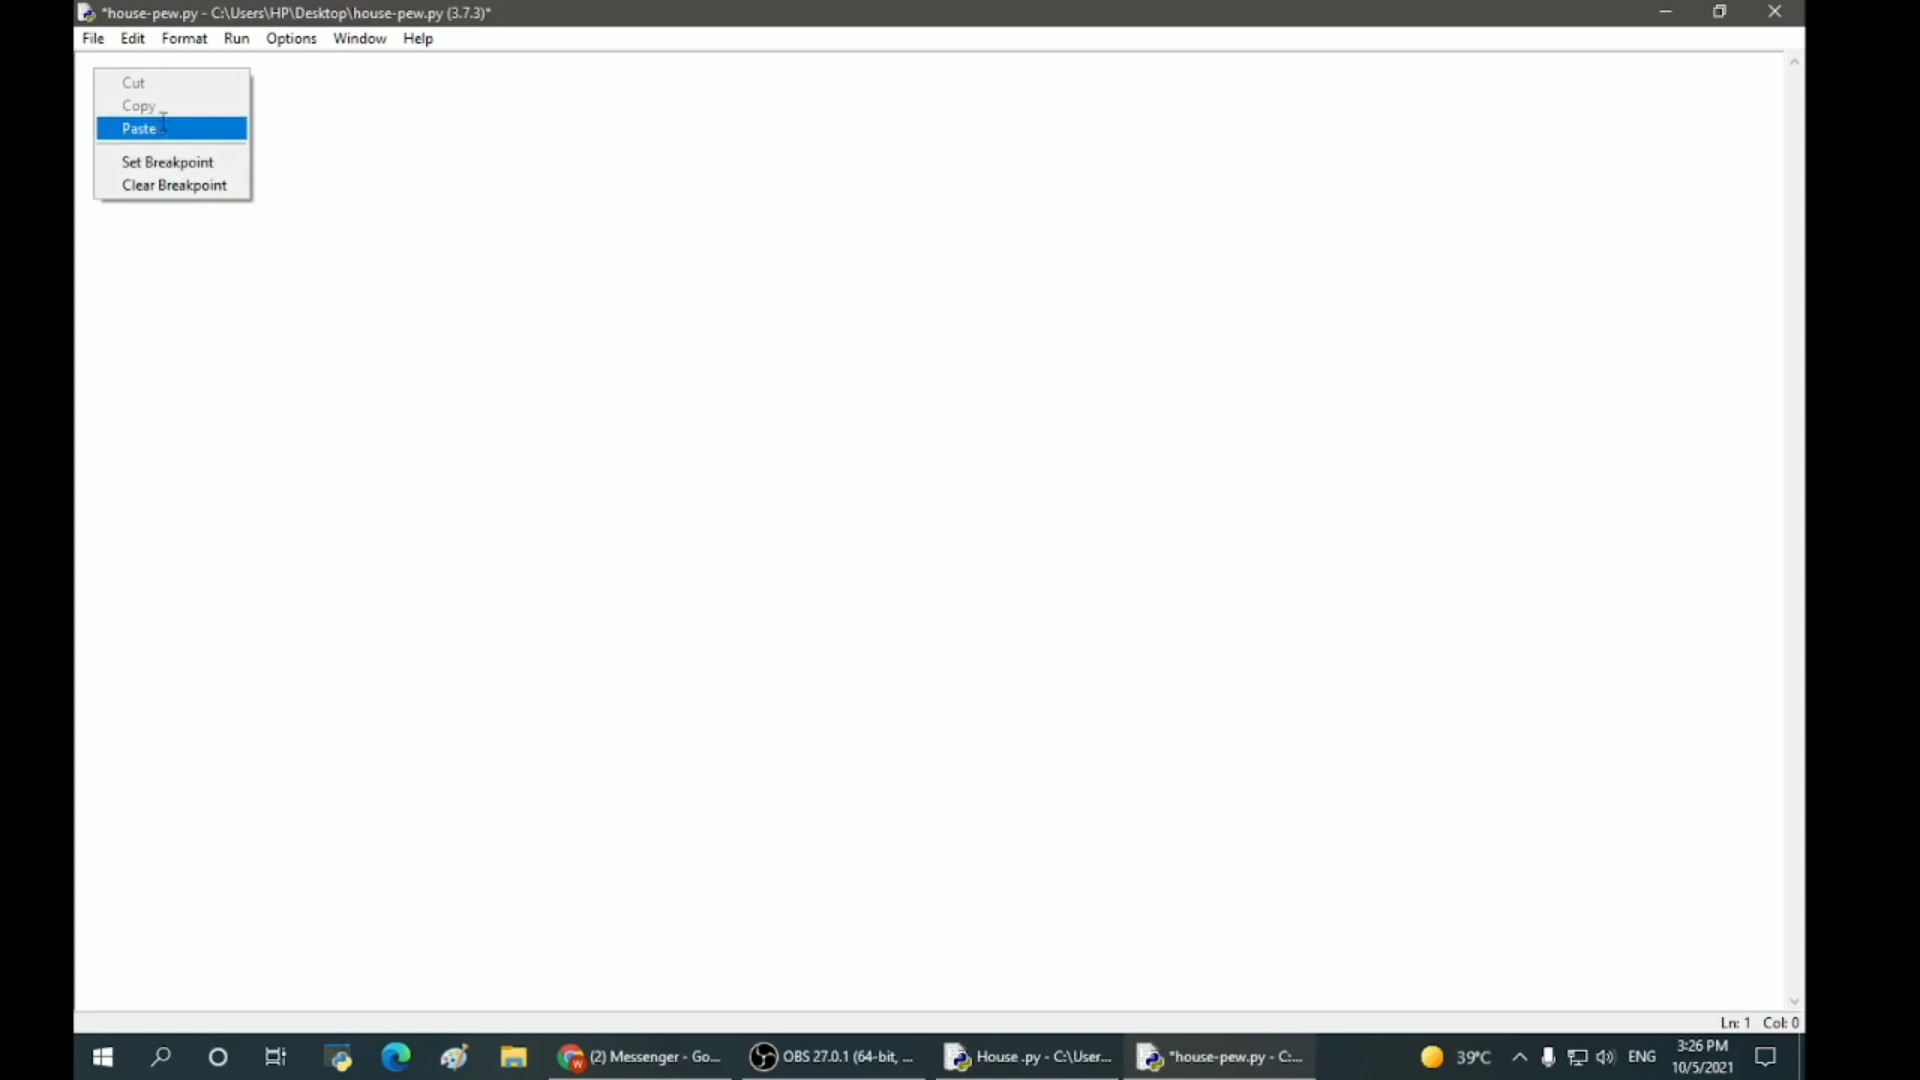 *house-pew.py - C:\Users\HP\Desktop\house-pew.py (3.7.3)*
File Edit Format Run Options Window Help
Cut
Copy
Paste
Set Breakpoint
Clear Breakpoint
Ln: 1 Col: 0
(2) Messenger - Go... OBS 27.0.1 (64-bit, ... House .py - C:\User... *house-pew.py - C:... 39°C ENG 3:26 PM
10/5/2021